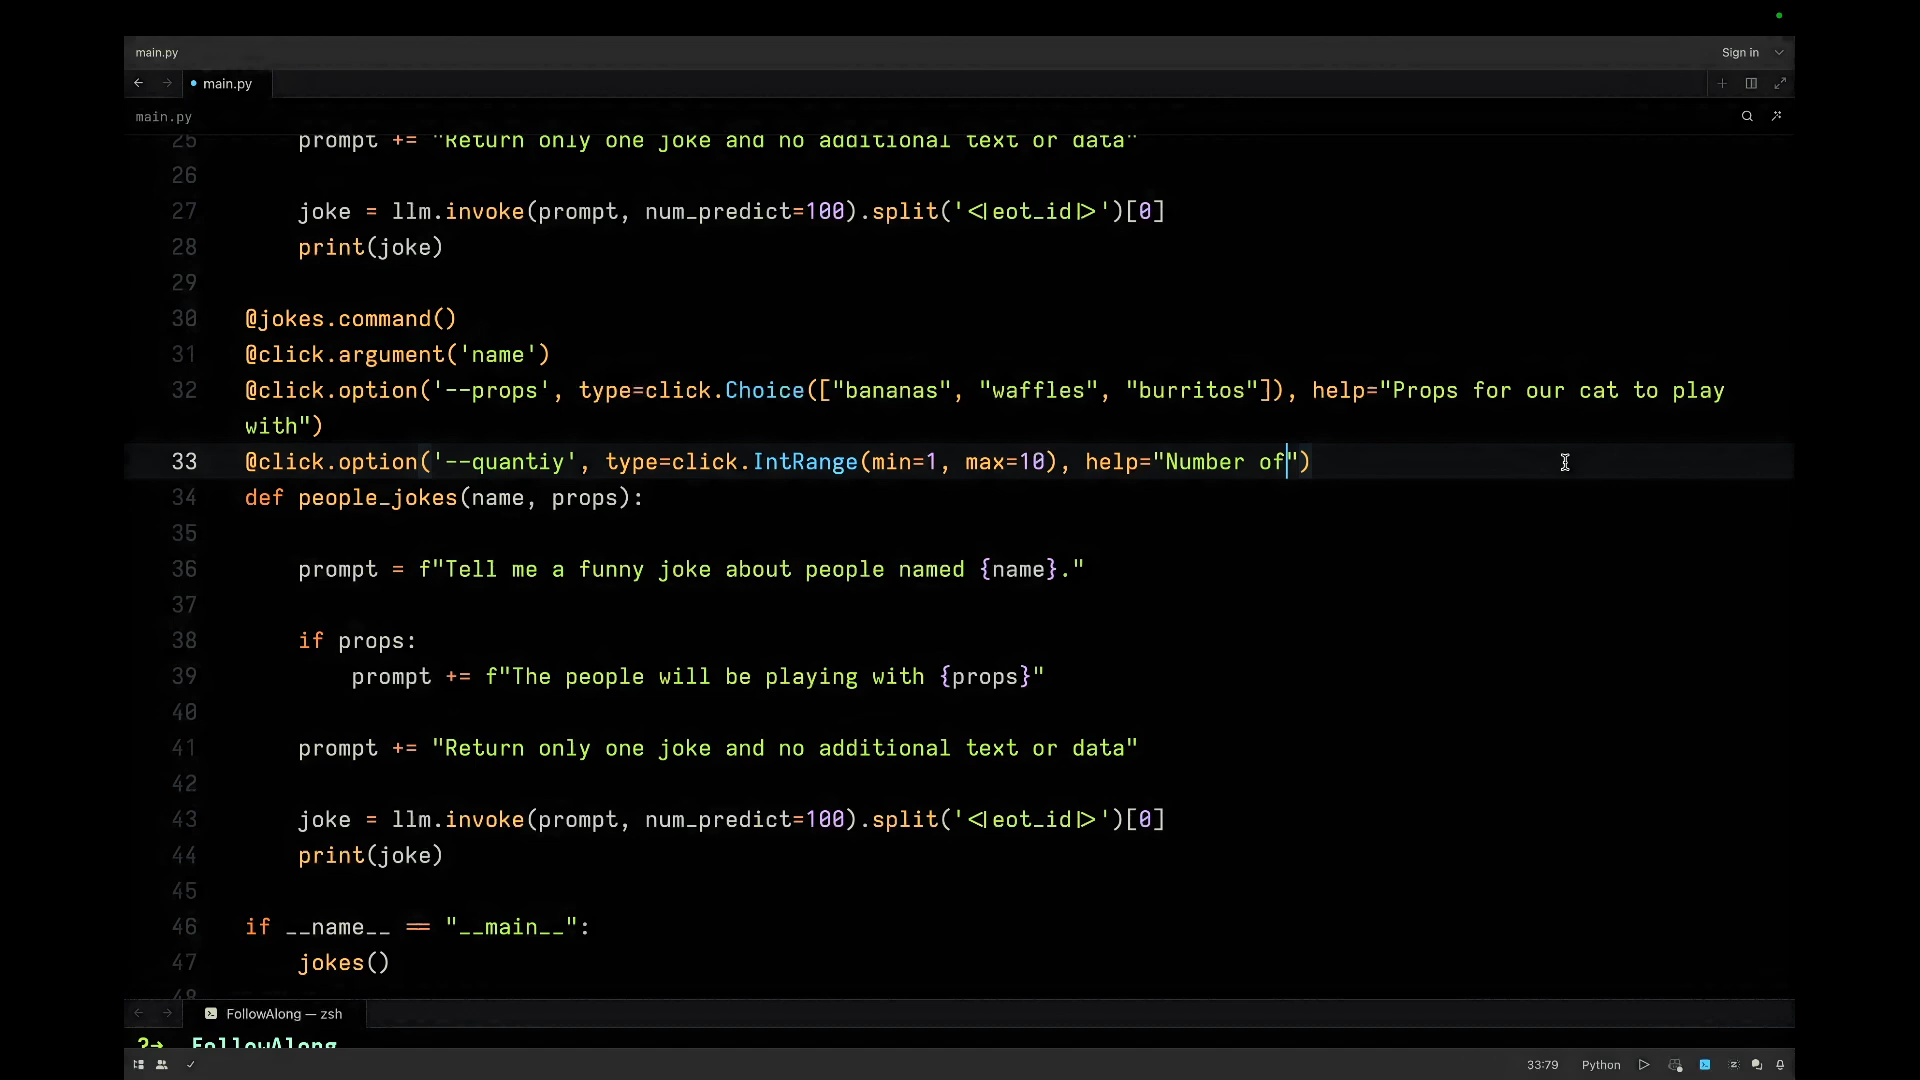 main.py
Sign in
main.py
main.py
25 prompt += "Return only one joke and no additional text or data"
26
27 joke = llm.invoke(prompt, num_predict=100).split('<|eot_id|>')[0]
28 print(joke)
29
30 @jokes.command()
31 @click.argument('name')
32 @click.option('--props', type=click.Choice(["bananas", "waffles", "burritos"]), help="Props for our cat to play
with")
33 @click.option('--quantiy', type=click.IntRange(min=1, max=10), help="Number of")
34 def people_jokes(name, props):
35
36 prompt = f"Tell me a funny joke about people named {name}."
37
38 if props:
39 prompt += f"The people will be playing with {props}"
40
41 prompt += "Return only one joke and no additional text or data"
42
43 joke = llm.invoke(prompt, num_predict=100).split('<|eot_id|>')[0]
44 print(joke)
45
46 if __name__ == "__main__":
47 jokes()
48
FollowAlong — zsh
?→ FollowAlong
33:79 Python